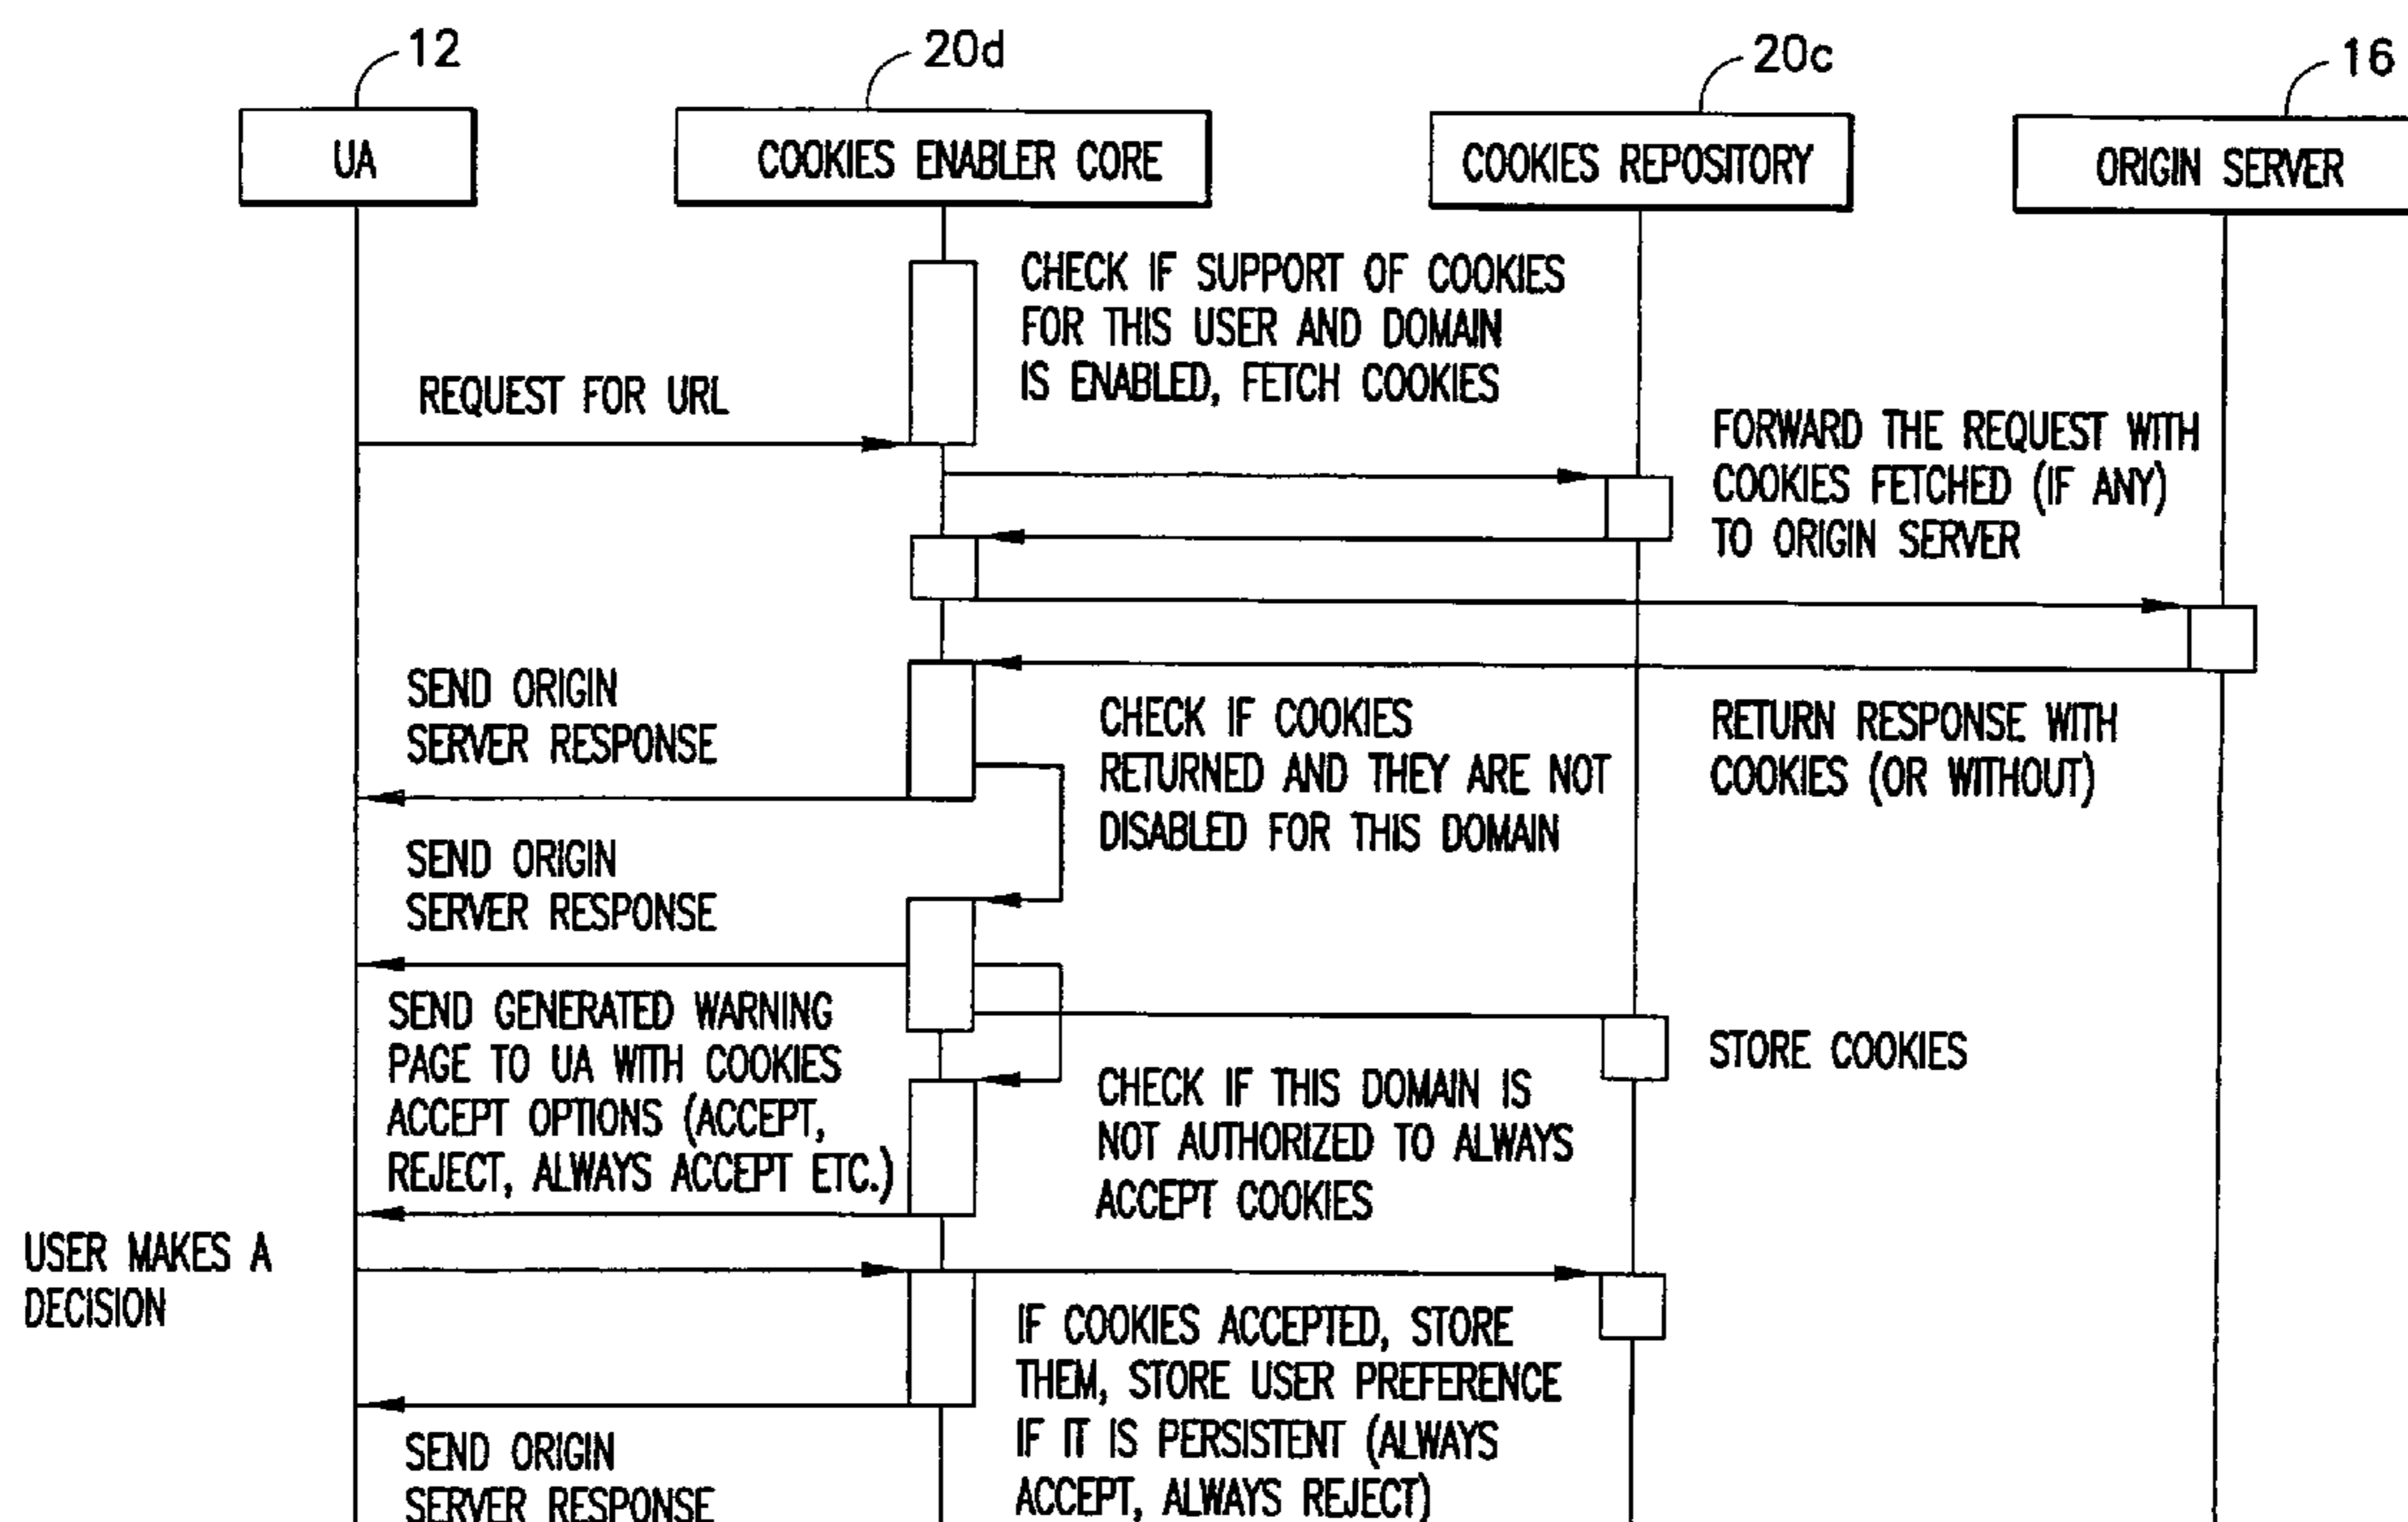 12
20d
20c
16
UA
COOKIES ENABLER CORE
COOKIES REPOSITORY
ORIGIN SERVER
CHECK IF SUPPORT OF COOKIES
FOR THIS USER AND DOMAIN
IS ENABLED, FETCH COOKIES
REQUEST FOR URL
FORWARD THE REQUEST WITH
COOKIES FETCHED (IF ANY)
TO ORIGIN SERVER
SEND ORIGIN
SERVER RESPONSE
CHECK IF COOKIES
RETURNED AND THEY ARE NOT
DISABLED FOR THIS DOMAIN
RETURN RESPONSE WITH
COOKIES (OR WITHOUT)
SEND ORIGIN
SERVER RESPONSE
SEND GENERATED WARNING
PAGE TO UA WITH COOKIES
ACCEPT OPTIONS (ACCEPT,
REJECT, ALWAYS ACCEPT ETC.)
STORE COOKIES
CHECK IF THIS DOMAIN IS
NOT AUTHORIZED TO ALWAYS
ACCEPT COOKIES
USER MAKES A
DECISION
IF COOKIES ACCEPTED, STORE
THEM, STORE USER PREFERENCE
IF IT IS PERSISTENT (ALWAYS
ACCEPT, ALWAYS REJECT)
SEND ORIGIN
SERVER RESPONSE